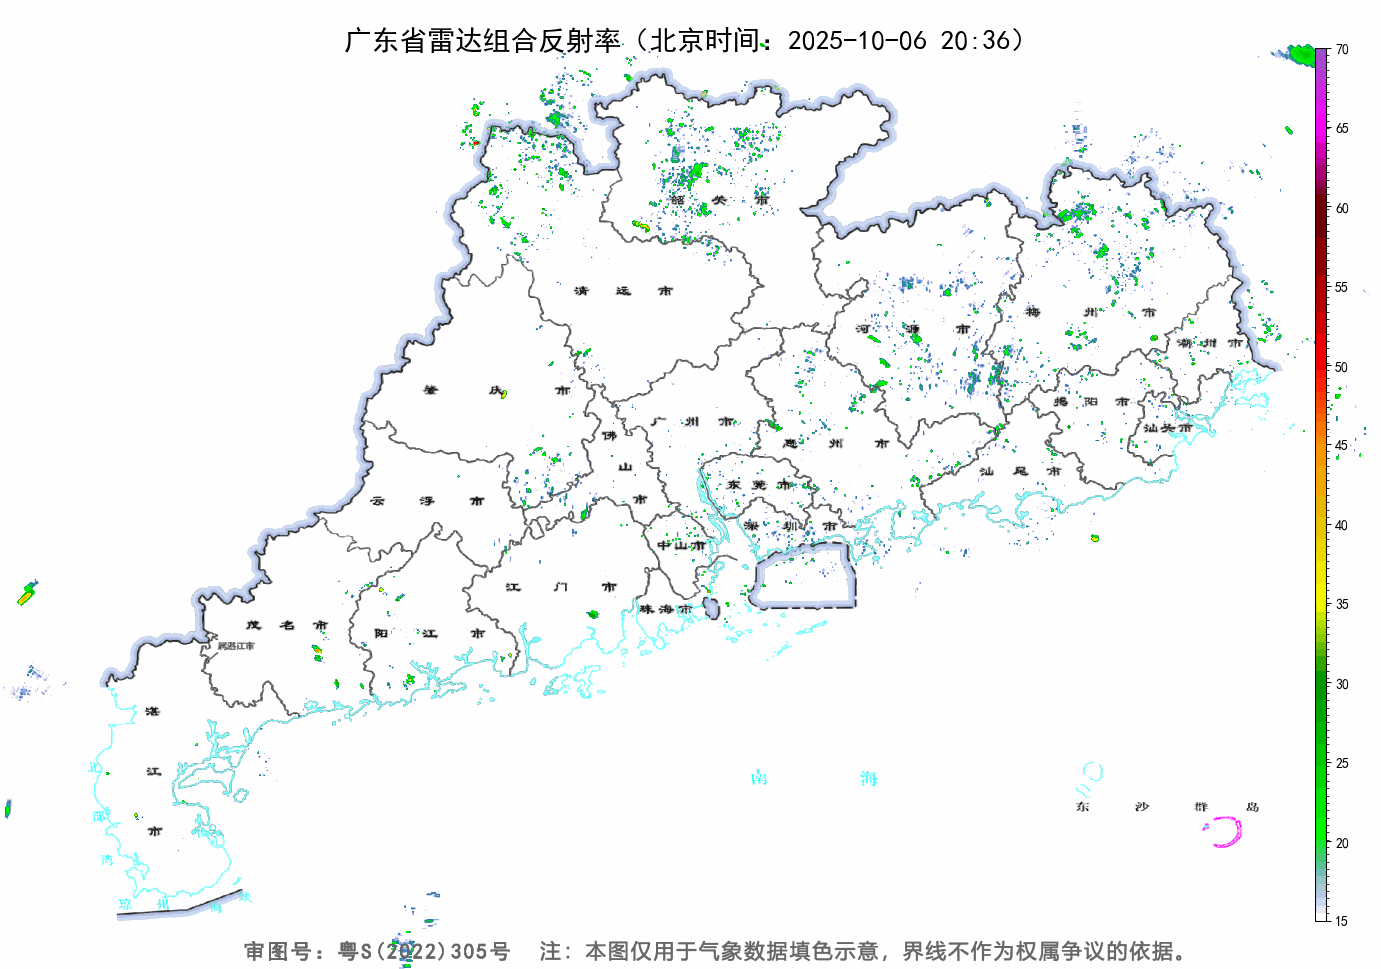 广东省雷达组合反射率（北京时间：2025-10-06 20:36）
70
65
60
55
50
45
40
35
30
25
20
15
韶关市
清远市
河源市
梅州市
潮州市
肇庆市
广州市
佛山市
惠州市
揭阳市
汕头市
汕尾市
云浮市
东莞市
深圳市
中山市
江门市
珠海市
茂名市
阳江市
属湛江市
湛江市
北部湾
南海
东沙群岛
琼州海峡
审图号：粤S(2022)305号 注：本图仅用于气象数据填色示意，界线不作为权属争议的依据。